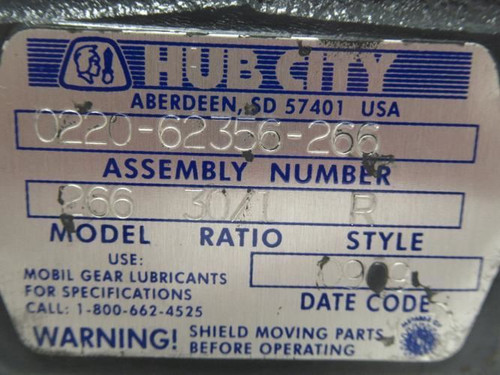 HUB CITY
ABERDEEN, SD 57401 USA
0220-62356-266
ASSEMBLY NUMBER
266 30/1 R
MODEL RATIO STYLE
USE:
MOBIL GEAR LUBRICANTS
FOR SPECIFICATIONS
CALL: 1-800-662-4525
DATE CODE
WARNING! SHIELD MOVING PARTS
BEFORE OPERATING